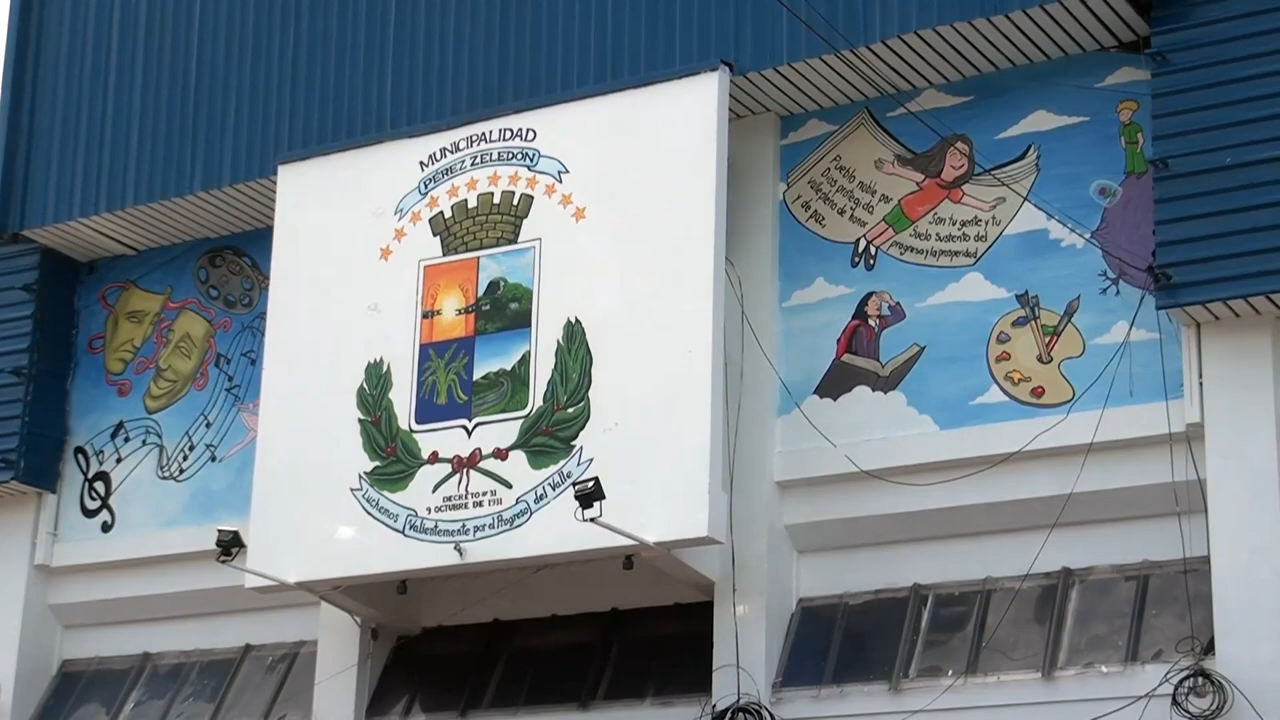 MUNICIPALIDAD
PÉREZ ZELEDÓN
DECRETO Nº 31
9 OCTUBRE DE 1931
Luchemos Valientemente por el Progreso del Valle
Pueblo noble por
Dios protegido
valle pleno de honor
y de paz,
Son tu gente y tu
suelo sustento del
progreso y la prosperidad